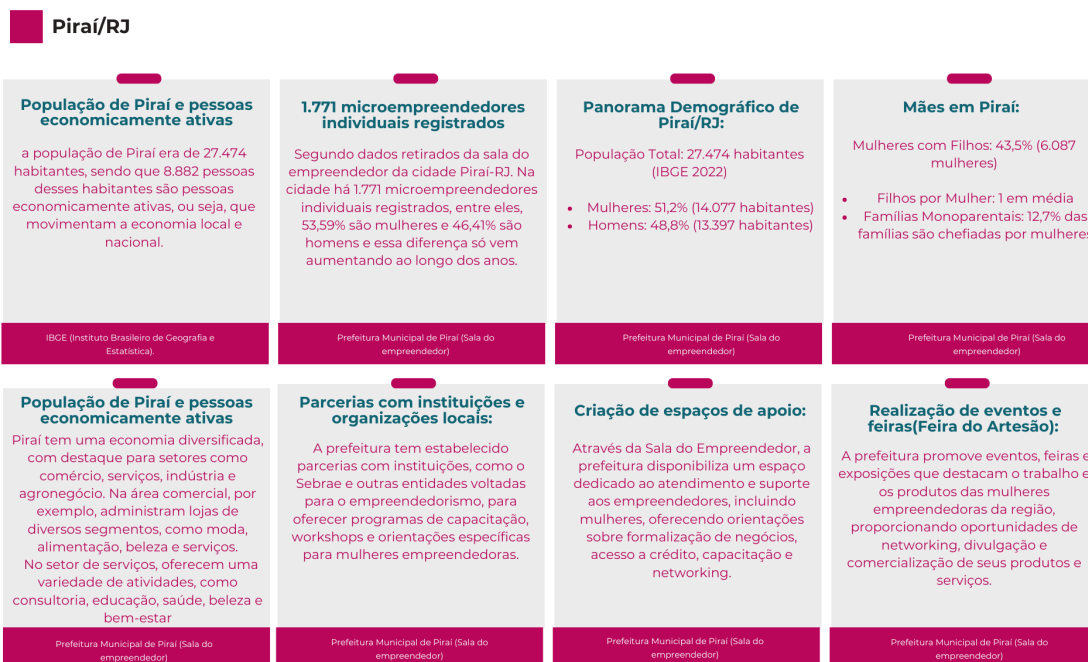 Piraí/RJ
População de Piraí e pessoas
economicamente ativas
a população de Piraí era de 27.474
habitantes, sendo que 8.882 pessoas
desses habitantes são pessoas
economicamente ativas, ou seja, que
movimentam a economia local e
nacional.
IBGE (Instituto Brasileiro de Geografia e
Estatística).
1.771 microempreendedores
individuais registrados
Segundo dados retirados da sala do
empreendedor da cidade Piraí-RJ. Na
cidade há 1.771 microempreendedores
individuais registrados, entre eles,
53,59% são mulheres e 46,41% são
homens e essa diferença só vem
aumentando ao longo dos anos.
Prefeitura Municipal de Piraí (Sala do
empreendedor)
Panorama Demográfico de
Piraí/RJ:
População Total: 27.474 habitantes
(IBGE 2022)
• Mulheres: 51,2% (14.077 habitantes)
• Homens: 48,8% (13.397 habitantes)
Prefeitura Municipal de Piraí (Sala do
empreendedor)
Mães em Piraí:
Mulheres com Filhos: 43,5% (6.087
mulheres)
• Filhos por Mulher: 1 em média
• Famílias Monoparentais: 12,7% das
famílias são chefiadas por mulheres
Prefeitura Municipal de Piraí (Sala do
empreendedor)
População de Piraí e pessoas
economicamente ativas
Piraí tem uma economia diversificada,
com destaque para setores como
comércio, serviços, indústria e
agronegócio. Na área comercial, por
exemplo, administram lojas de
diversos segmentos, como moda,
alimentação, beleza e serviços.
No setor de serviços, oferecem uma
variedade de atividades, como
consultoria, educação, saúde, beleza e
bem-estar
Prefeitura Municipal de Piraí (Sala do
empreendedor)
Parcerias com instituições e
organizações locais:
A prefeitura tem estabelecido
parcerias com instituições, como o
Sebrae e outras entidades voltadas
para o empreendedorismo, para
oferecer programas de capacitação,
workshops e orientações específicas
para mulheres empreendedoras.
Prefeitura Municipal de Piraí (Sala do
empreendedor)
Criação de espaços de apoio:
Através da Sala do Empreendedor, a
prefeitura disponibiliza um espaço
dedicado ao atendimento e suporte
aos empreendedores, incluindo
mulheres, oferecendo orientações
sobre formalização de negócios,
acesso a crédito, capacitação e
networking.
Prefeitura Municipal de Piraí (Sala do
empreendedor)
Realização de eventos e
feiras(Feira do Artesão):
A prefeitura promove eventos, feiras e
exposições que destacam o trabalho e
os produtos das mulheres
empreendedoras da região,
proporcionando oportunidades de
networking, divulgação e
comercialização de seus produtos e
serviços.
Prefeitura Municipal de Piraí (Sala do
empreendedor)